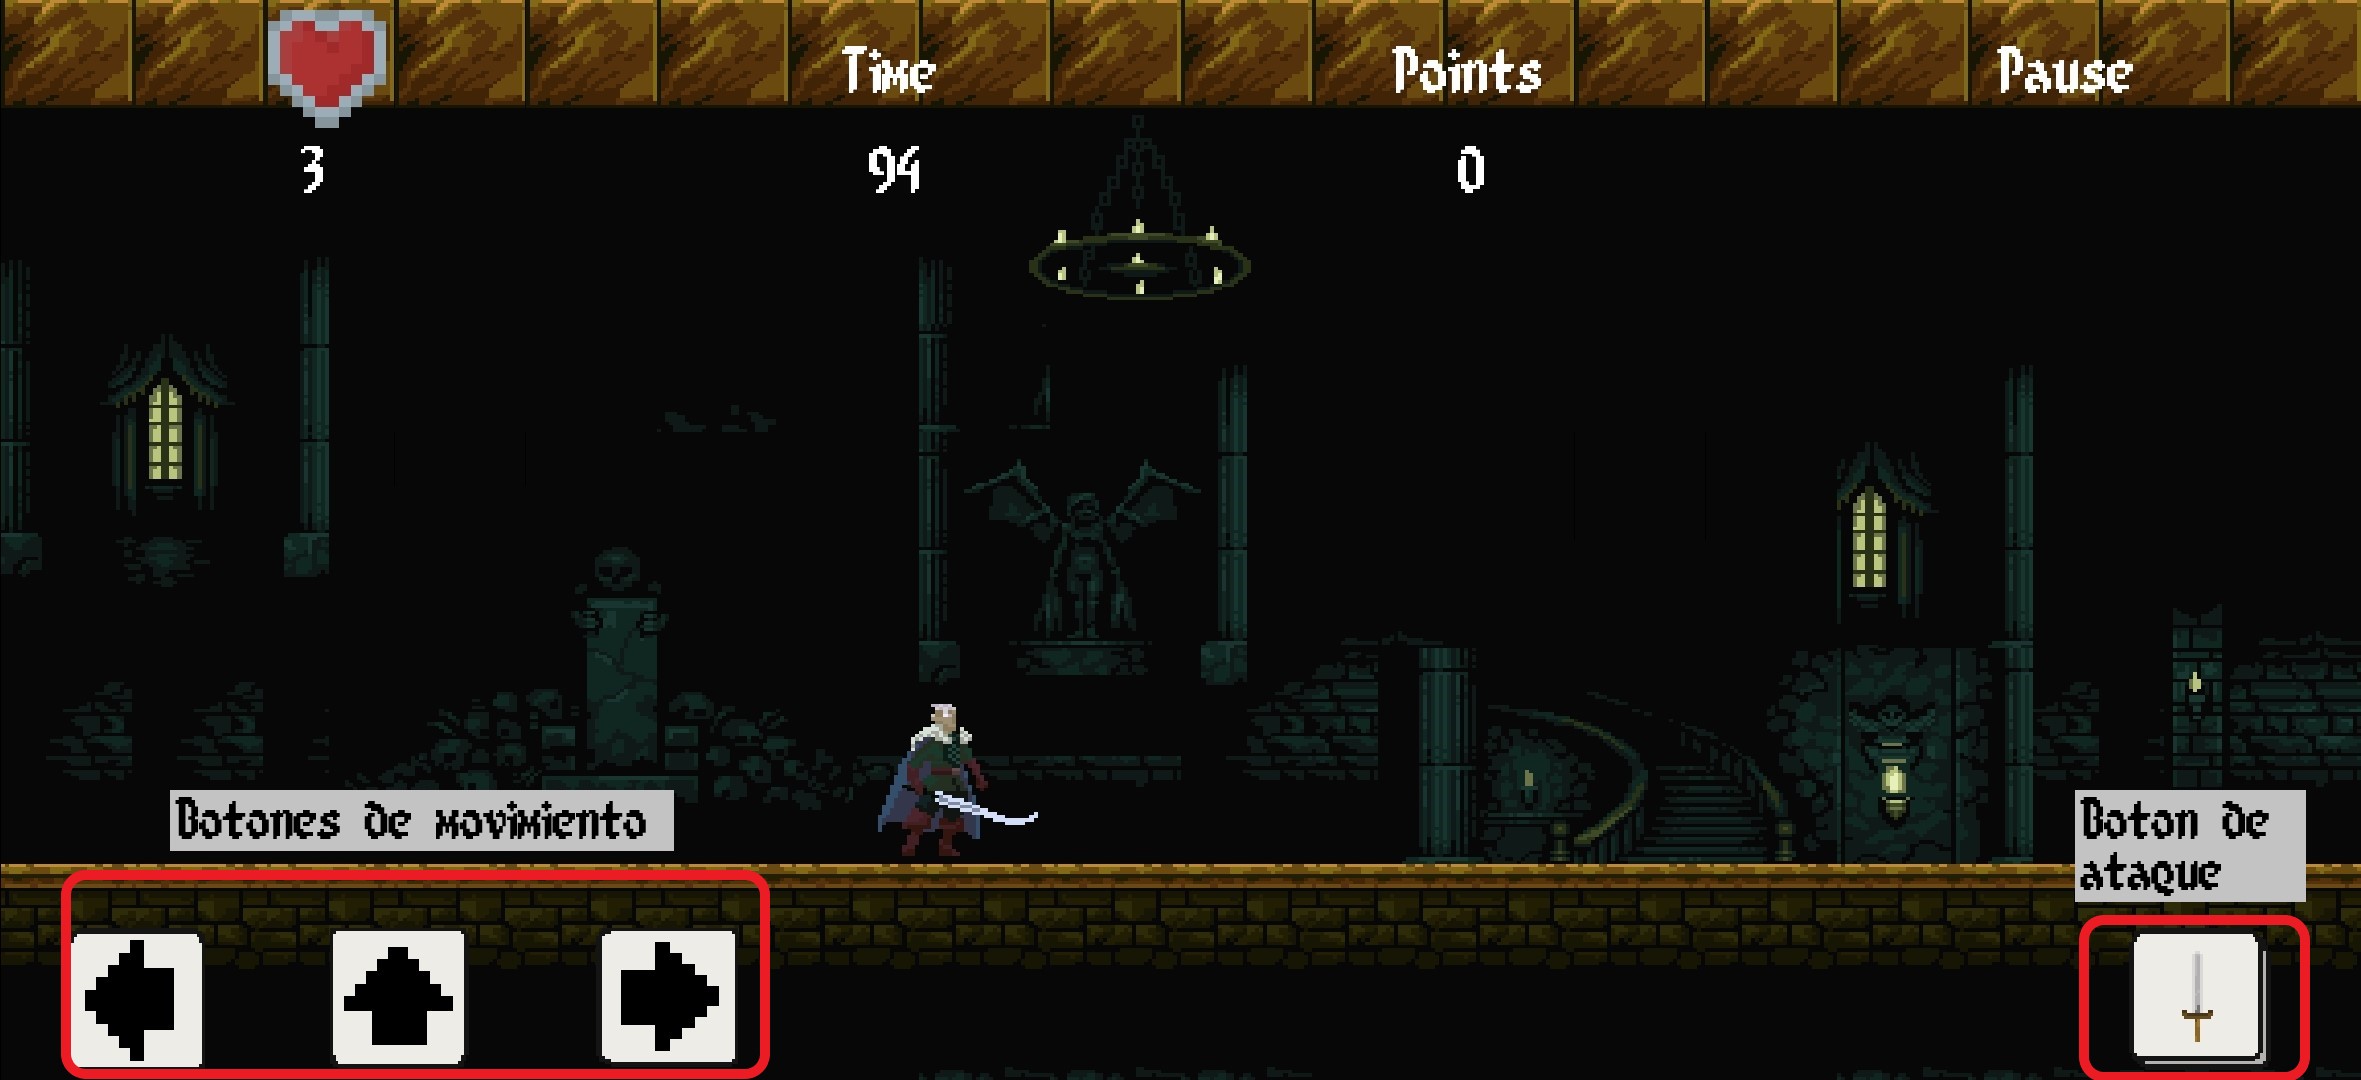 Time
Points
Pause
3
94
0
Botones de movimiento
Boton de
ataque